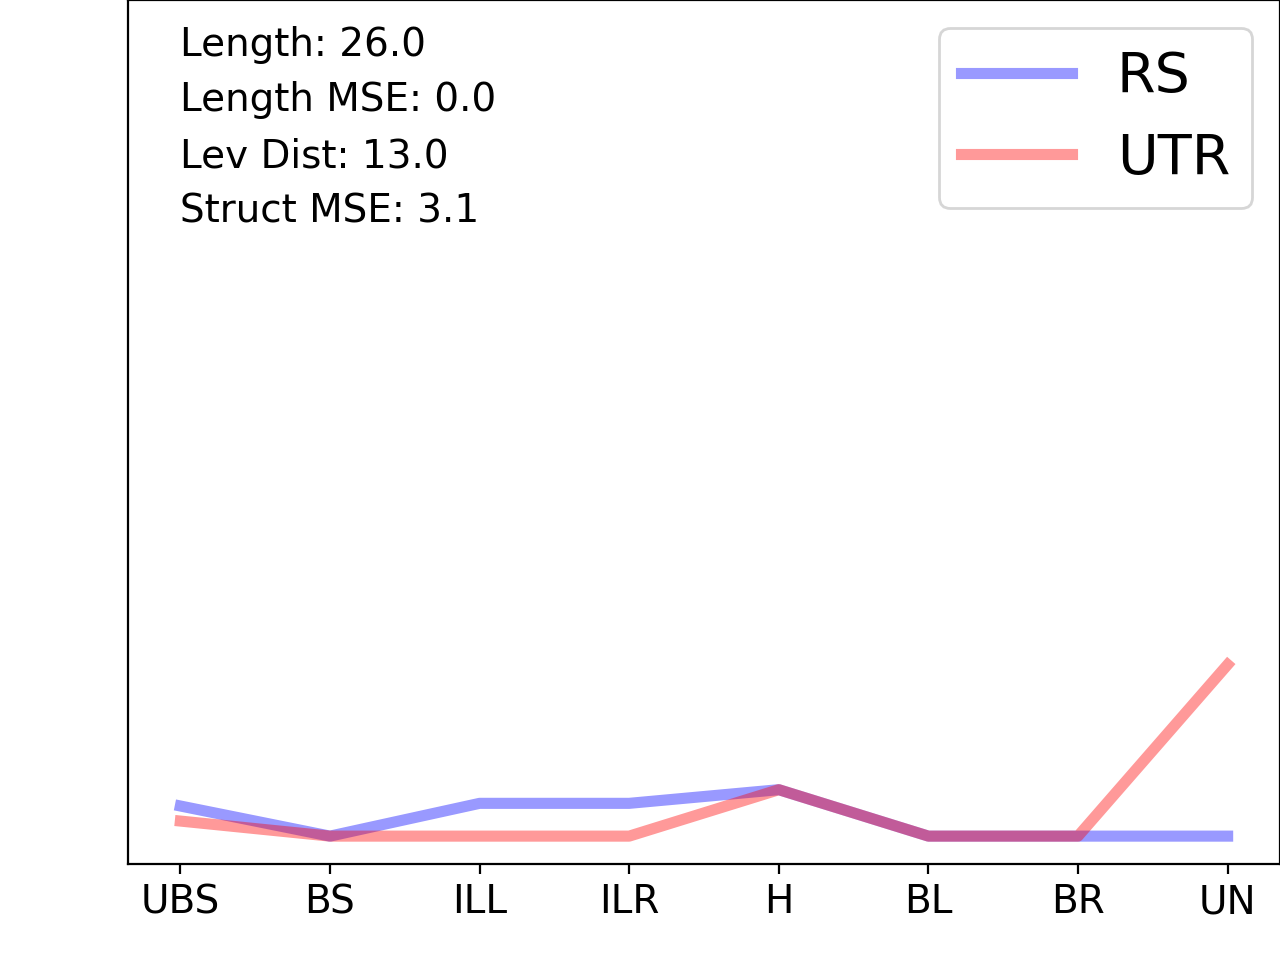 Length: 26.0
Length MSE: 0.0
Lev Dist: 13.0
Struct MSE: 3.1
RS
UTR
UBS BS ILL ILR H BL BR UN